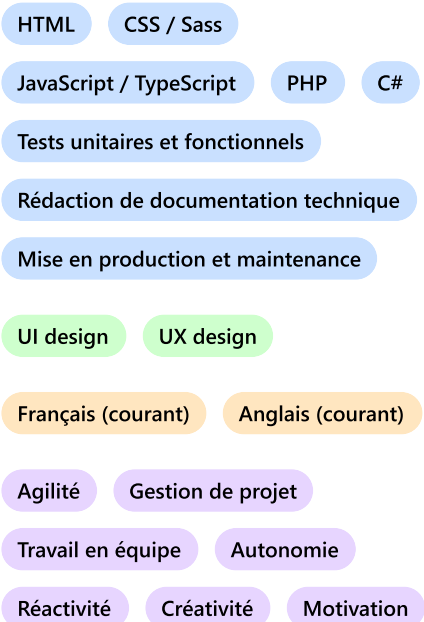 HTML CSS / Sass
JavaScript / TypeScript PHP C#
Tests unitaires et fonctionnels
Rédaction de documentation technique
Mise en production et maintenance
UI design UX design
Français (courant) Anglais (courant)
Agilité Gestion de projet
Travail en équipe Autonomie
Réactivité Créativité Motivation